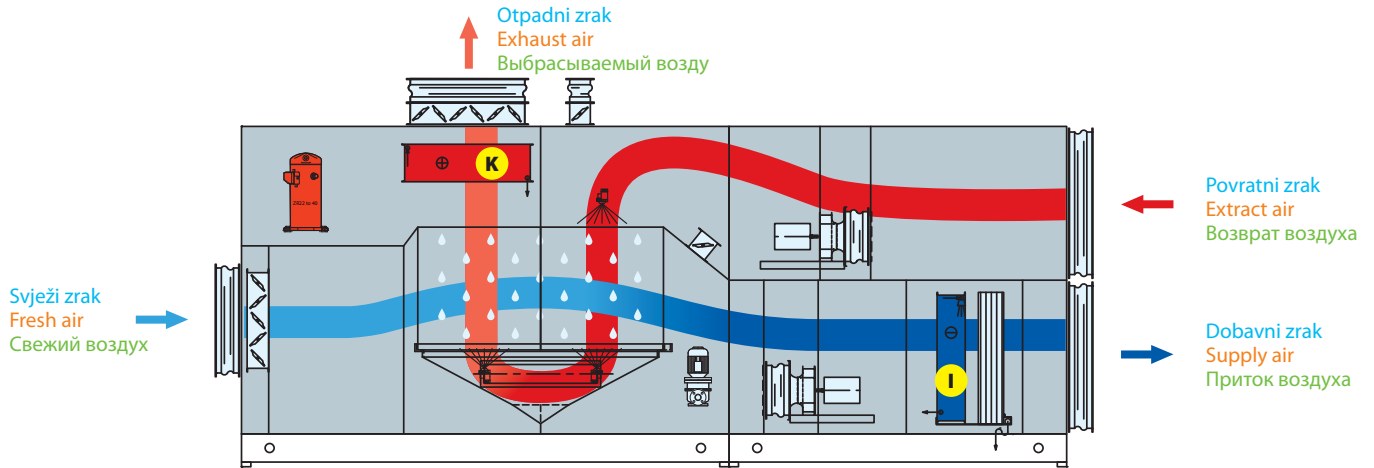 Otpadni zrak
Exhaust air
Выбрасываемый возду
K
Povratni zrak
Extract air
Возврат воздуха
Svježi zrak
Fresh air
Свежий воздух
Dobavni zrak
Supply air
Приток воздуха
I